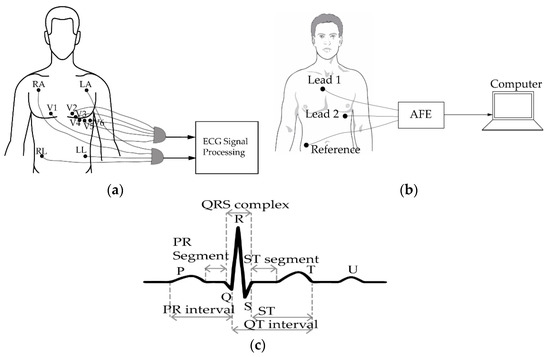 RA
LA
V1
V2
V3
V4
V5
V6
RL
LL
ECG Signal
Processing
(a)
Lead 1
Lead 2
Reference
AFE
Computer
(b)
QRS complex
R
PR
Segment
ST segment
P
T
U
Q
S
PR interval
ST
QT interval
(c)